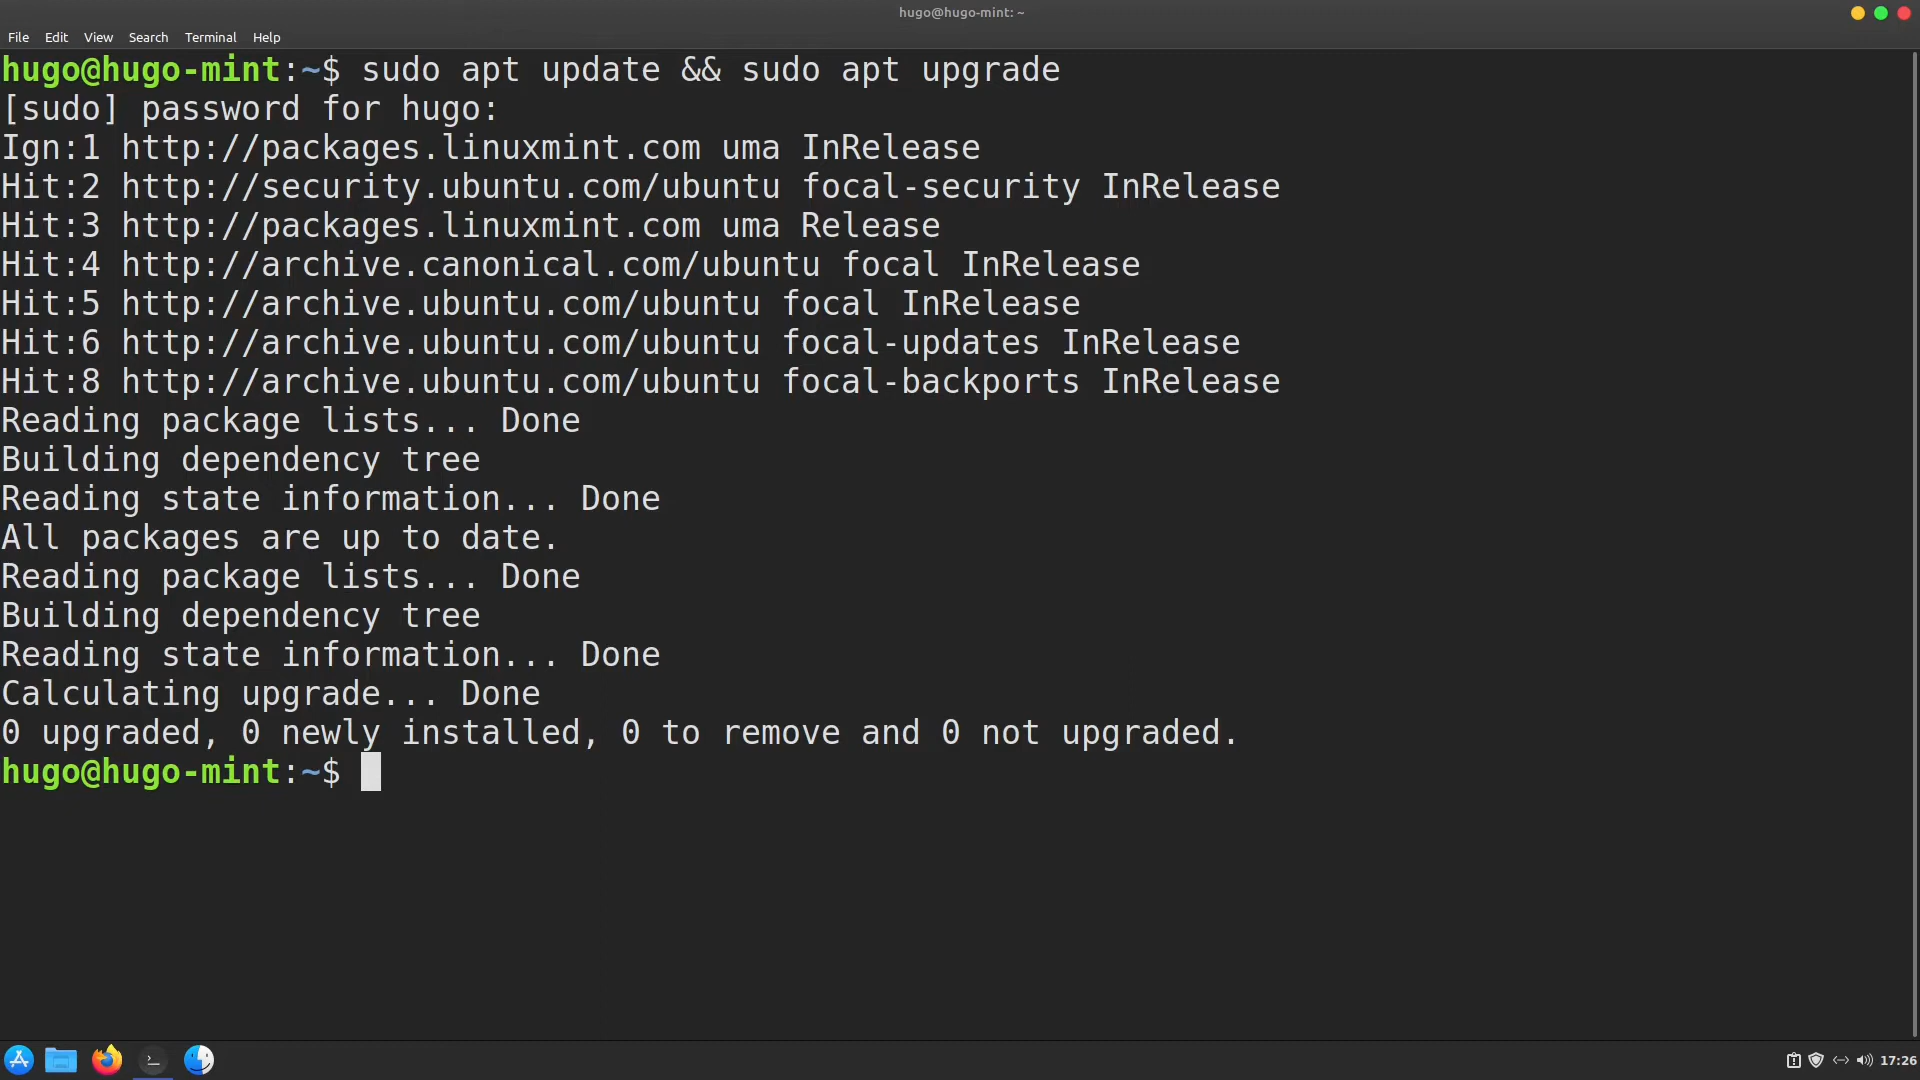 hugo@hugo-mint: ~
File Edit View Search Terminal Help
hugo@hugo-mint:~$ sudo apt update && sudo apt upgrade
[sudo] password for hugo:
Ign:1 http://packages.linuxmint.com uma InRelease
Hit:2 http://security.ubuntu.com/ubuntu focal-security InRelease
Hit:3 http://packages.linuxmint.com uma Release
Hit:4 http://archive.canonical.com/ubuntu focal InRelease
Hit:5 http://archive.ubuntu.com/ubuntu focal InRelease
Hit:6 http://archive.ubuntu.com/ubuntu focal-updates InRelease
Hit:8 http://archive.ubuntu.com/ubuntu focal-backports InRelease
Reading package lists... Done
Building dependency tree
Reading state information... Done
All packages are up to date.
Reading package lists... Done
Building dependency tree
Reading state information... Done
Calculating upgrade... Done
0 upgraded, 0 newly installed, 0 to remove and 0 not upgraded.
hugo@hugo-mint:~$
17:26